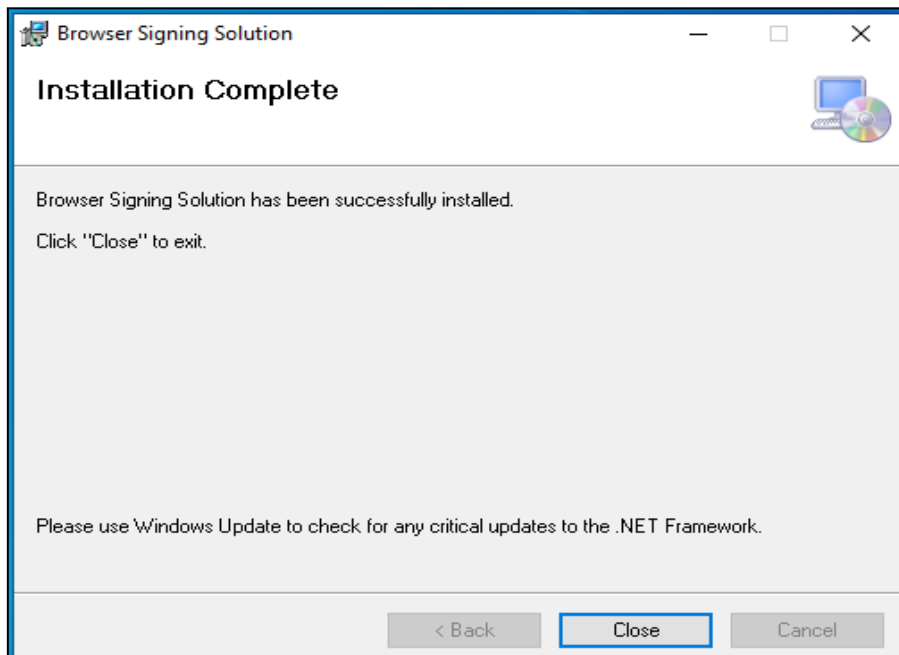 Browser Signing Solution
Installation Complete
Browser Signing Solution has been successfully installed.
Click "Close" to exit.
Please use Windows Update to check for any critical updates to the .NET Framework.
< Back
Close
Cancel